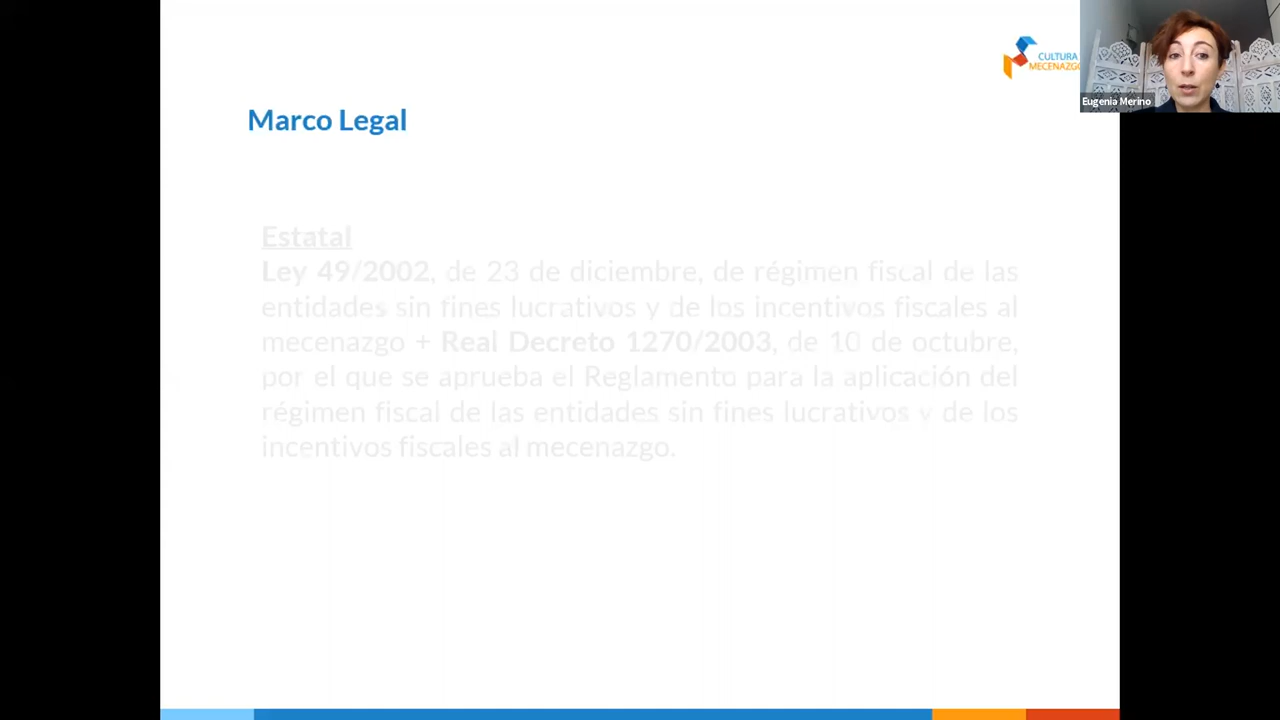 CULTURA
MECENAZGO
Eugenia Merino
Marco Legal
Estatal
Ley 49/2002, de 23 de diciembre, de régimen fiscal de las
entidades sin fines lucrativos y de los incentivos fiscales al
mecenazgo + Real Decreto 1270/2003, de 10 de octubre,
por el que se aprueba el Reglamento para la aplicación del
régimen fiscal de las entidades sin fines lucrativos y de los
incentivos fiscales al mecenazgo.